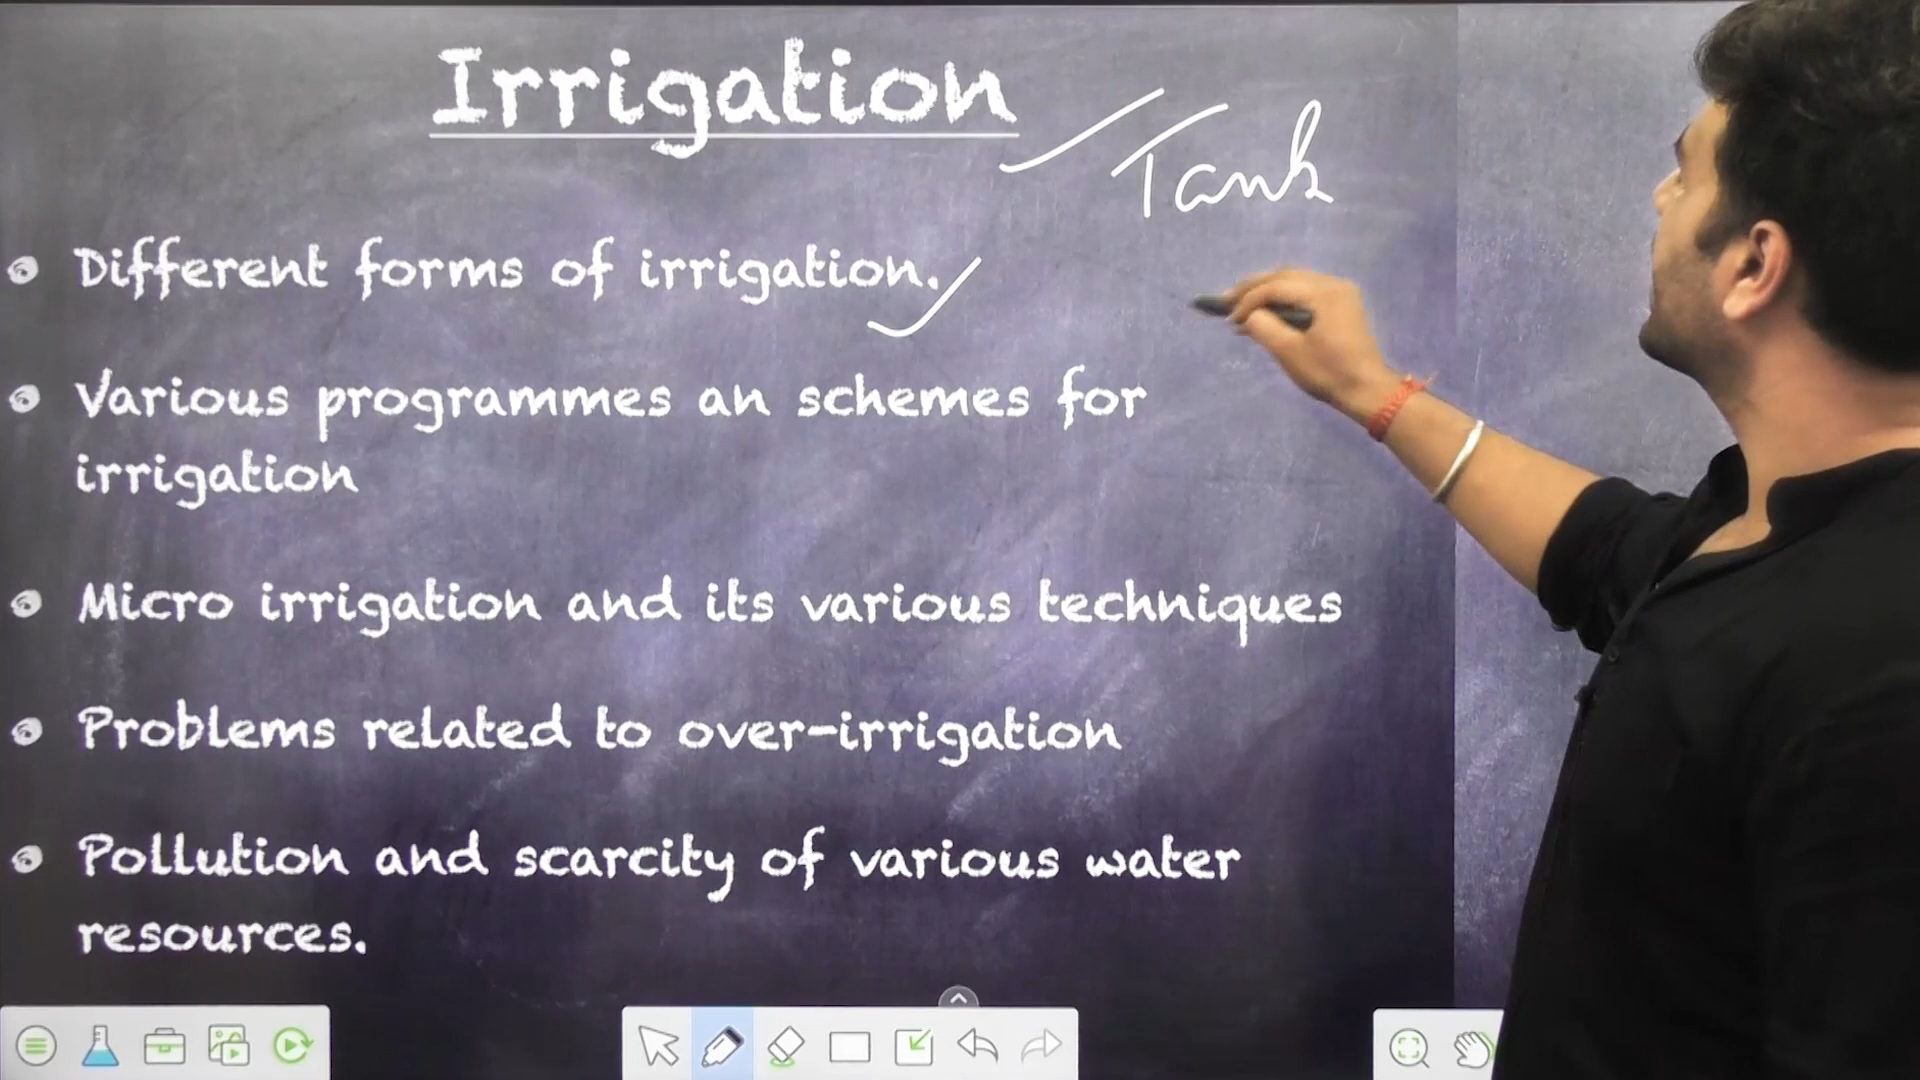 Irrigation
Tank
Different forms of irrigation.
Various programmes an schemes for
irrigation
Micro irrigation and its various techniques
Problems related to over-irrigation
Pollution and scarcity of various water
resources.